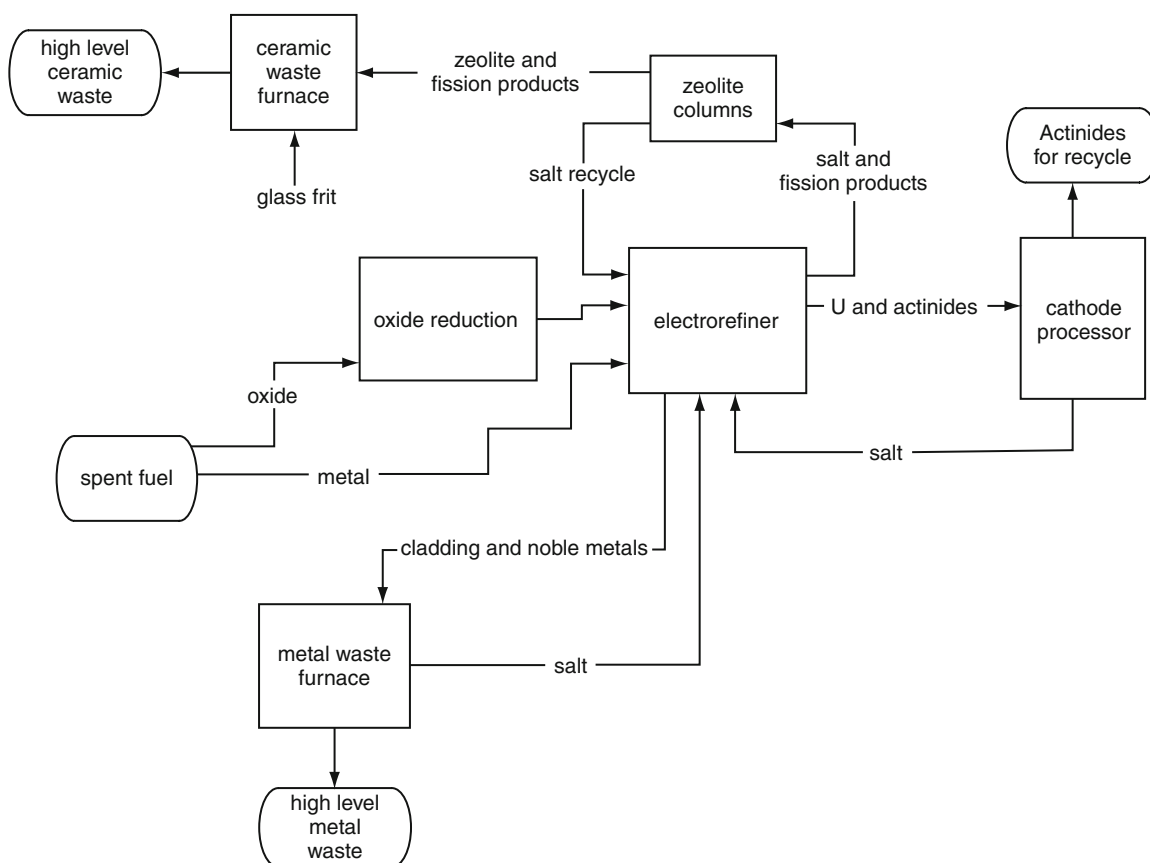 high level
ceramic
waste
ceramic
waste
furnace
zeolite and
fission products
zeolite
columns
Actinides
for recycle
glass frit
salt recycle
salt and
fission products
oxide reduction
electrorefiner
U and actinides
cathode
processor
oxide
spent fuel
metal
salt
cladding and noble metals
metal waste
furnace
salt
high level
metal
waste